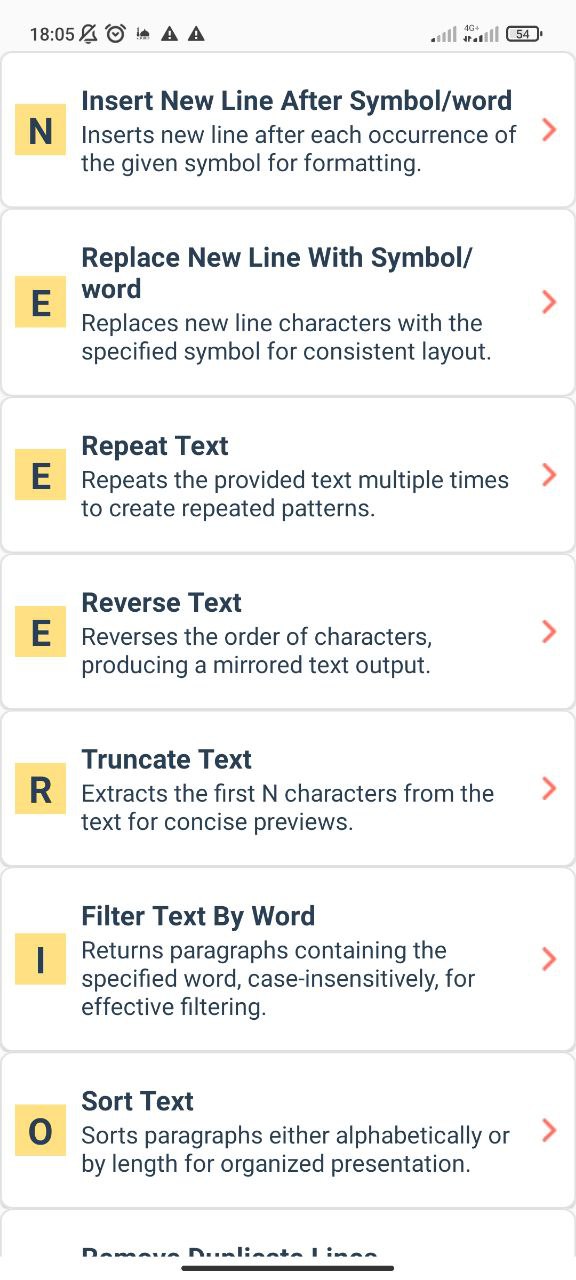 18:05 4G+ 54
Insert New Line After Symbol/word
N
Inserts new line after each occurrence of
the given symbol for formatting.
Replace New Line With Symbol/
word
E
Replaces new line characters with the
specified symbol for consistent layout.
Repeat Text
E
Repeats the provided text multiple times
to create repeated patterns.
Reverse Text
E
Reverses the order of characters,
producing a mirrored text output.
Truncate Text
R
Extracts the first N characters from the
text for concise previews.
Filter Text By Word
I
Returns paragraphs containing the
specified word, case-insensitively, for
effective filtering.
Sort Text
O
Sorts paragraphs either alphabetically or
by length for organized presentation.
Remove Duplicate Lines